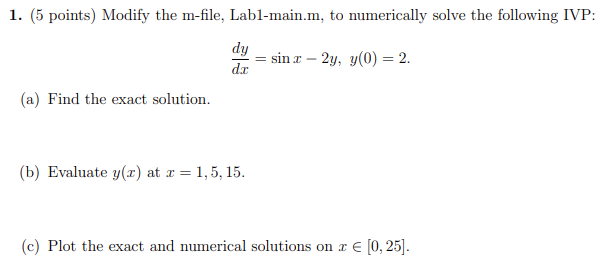 1. (5 points) Modify the m-file, Lab1-main.m, to numerically solve the following IVP:
dy/dx = sin x − 2y, y(0) = 2.
(a) Find the exact solution.
(b) Evaluate y(x) at x = 1, 5, 15.
(c) Plot the exact and numerical solutions on x ∈ [0, 25].